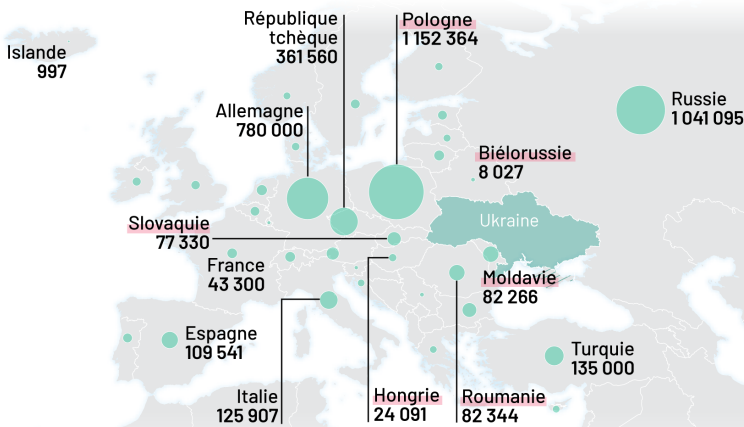 République
tchèque
361 560
Pologne
1 152 364
Islande
997
Allemagne
780 000
Russie
1 041 095
Biélorussie
8 027
Slovaquie
77 330
Ukraine
France
43 300
Moldavie
82 266
Espagne
109 541
Turquie
135 000
Italie
125 907
Hongrie
24 091
Roumanie
82 344